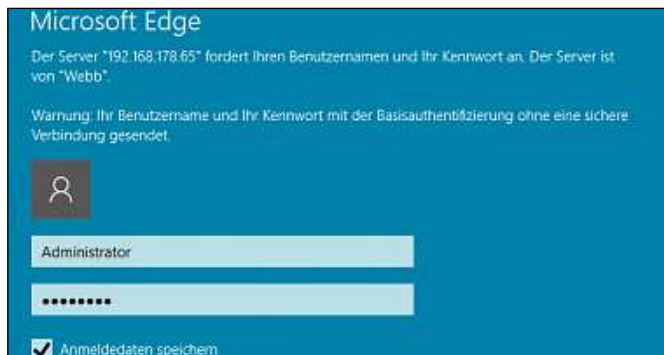 Microsoft Edge
Der Server "192.168.178.65" fordert Ihren Benutzernamen und Ihr Kennwort an. Der Server ist
von "Webb".
Warnung: Ihr Benutzername und Ihr Kennwort mit der Basisauthentifizierung ohne eine sichere
Verbindung gesendet.
Administrator
••••••••
Anmeldedaten speichern